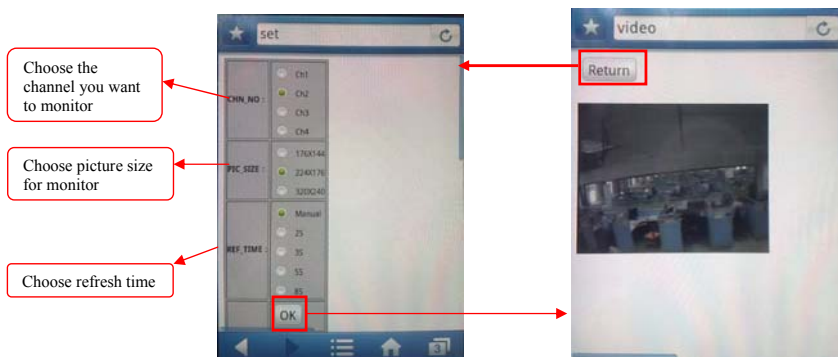 Choose the
channel you want
to monitor
Choose picture size
for monitor
Choose refresh time
set
CHN_NO :
Ch1
Ch2
Ch3
Ch4
PIC_SIZE :
176X144
224X176
320X240
REF_TIME :
Manual
2S
3S
5S
8S
OK
3
video
Return